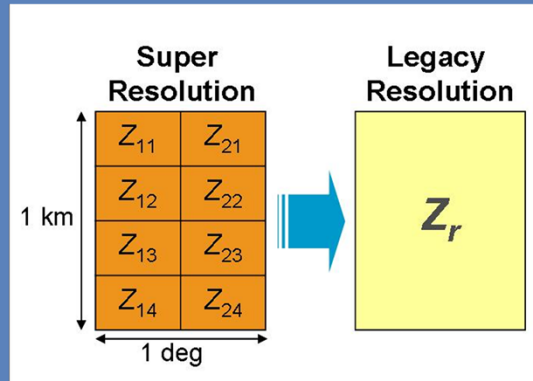 Super
Resolution
Legacy
Resolution
Z₁₁ Z₂₁
Z₁₂ Z₂₂
1 km
Z₁₃ Z₂₃
Z₁₄ Z₂₄
1 deg
Zᵣ